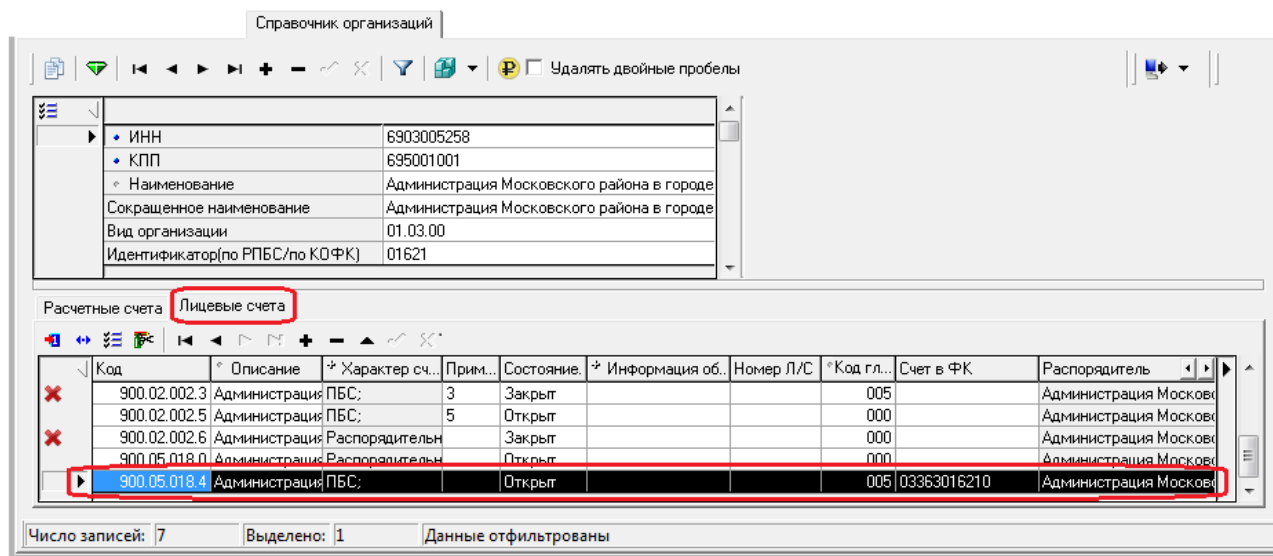 Справочник организаций
Удалять двойные пробелы
ИНН 6903005258
КПП 695001001
Наименование Администрация Московского района в городе
Сокращенное наименование Администрация Московского района в городе
Вид организации 01.03.00
Идентификатор(по РПБС/по КОФК) 01621
Расчетные счета Лицевые счета
Код Описание Характер сч... Прим... Состояние. Информация об.. Номер Л/С Код гл... Счет в ФК Распорядитель
900.02.002.3 Администрация ПБС; 3 Закрыт 005 Администрация Московс
900.02.002.5 Администрация ПБС; 5 Открыт 000 Администрация Московс
900.02.002.6 Администрация Распорядительн Закрыт 000 Администрация Московс
900.05.018.0 Администрация Распорядительн Открыт 000 Администрация Московс
900.05.018.4 Администрация ПБС; Открыт 005 03363016210 Администрация Московс
Число записей: 7 Выделено: 1 Данные отфильтрованы